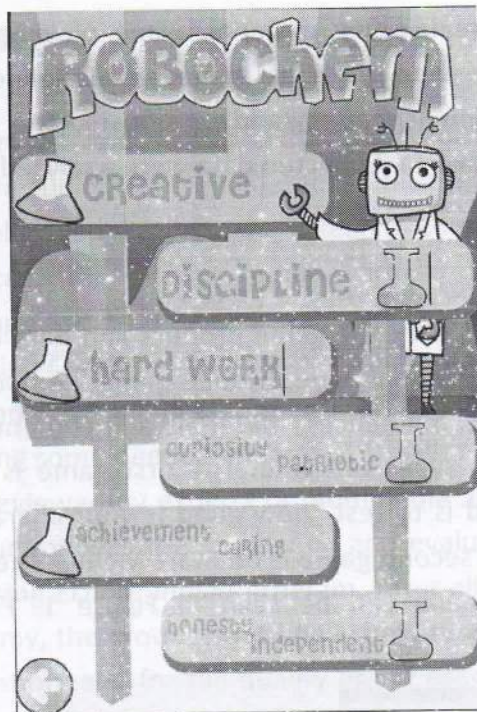 ROBOCHEM
CREATIVE
DISCIPLINE
HARD WORK
CURIOSITY
PATRIOTIC
ACHIEVEMENT
CARING
HONESTY
INDEPENDENT